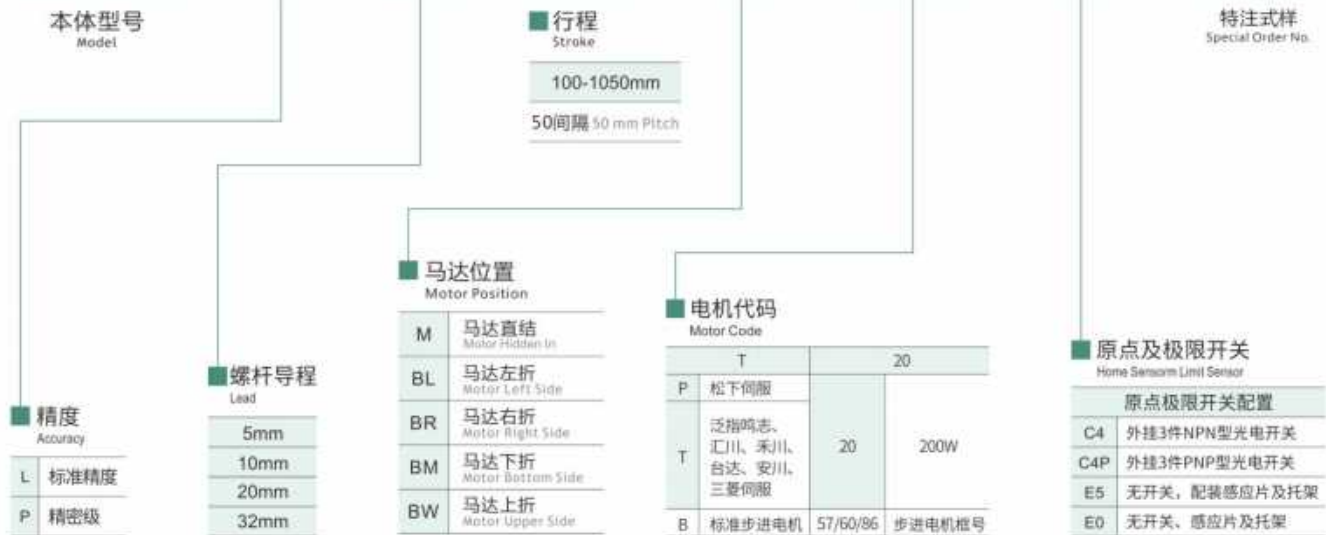 本体型号
Model
行程
Stroke
100-1050mm
50间隔 50 mm Pitch
特注式样
Special Order No.
马达位置
Motor Position
M 马达直结
Motor Hidden In
BL 马达左折
Motor Left Side
BR 马达右折
Motor Right Side
BM 马达下折
Motor Bottom Side
BW 马达上折
Motor Upper Side
电机代码
Motor Code
T 20
P 松下伺服
T 泛指鸣志、
汇川、禾川、
台达、安川、
三菱伺服
20 200W
B 标准步进电机 57/60/86 步进电机框号
原点及极限开关
Home Sensorm Limit Sensor
原点极限开关配置
C4 外挂3件NPN型光电开关
C4P 外挂3件PNP型光电开关
E5 无开关，配装感应片及托架
E0 无开关、感应片及托架
螺杆导程
Lead
5mm
10mm
20mm
32mm
精度
Accuracy
L 标准精度
P 精密级